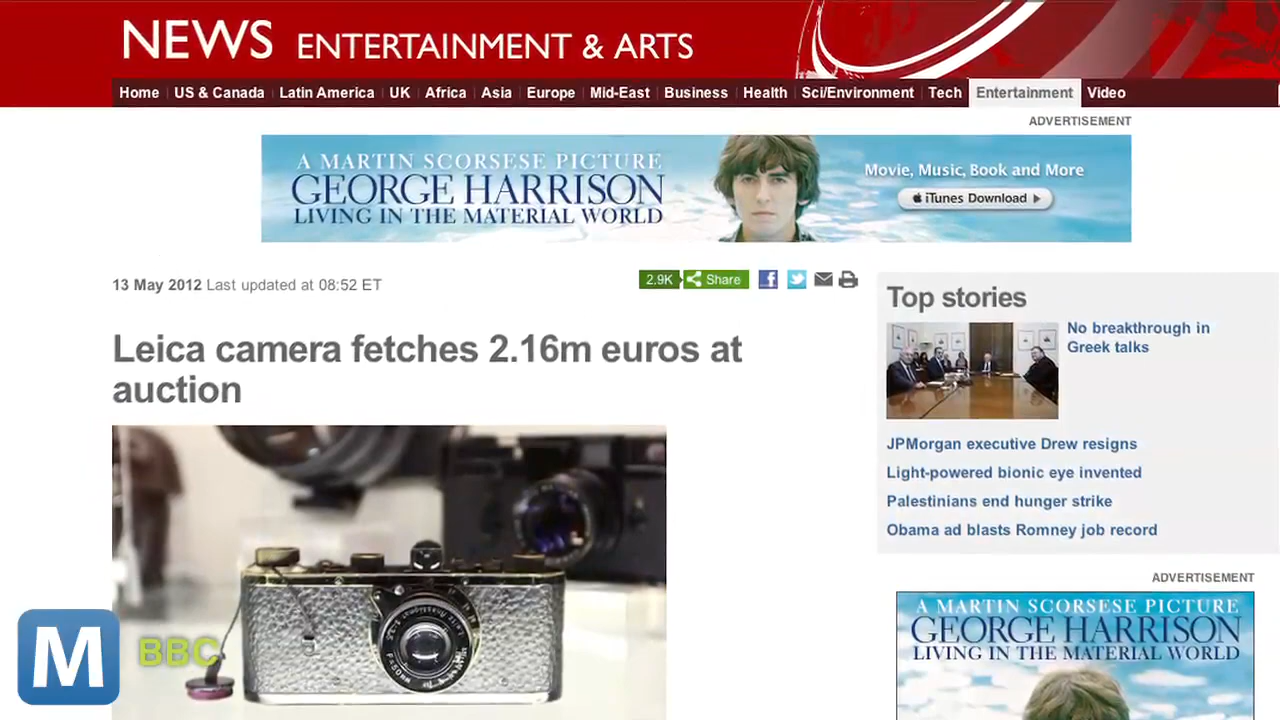 NEWS ENTERTAINMENT & ARTS
Home US & Canada Latin America UK Africa Asia Europe Mid-East Business Health Sci/Environment Tech Entertainment Video
ADVERTISEMENT
A MARTIN SCORSESE PICTURE
GEORGE HARRISON
LIVING IN THE MATERIAL WORLD
Movie, Music, Book and More
iTunes Download
13 May 2012 Last updated at 08:52 ET
2.9K Share
Leica camera fetches 2.16m euros at
auction
Top stories
No breakthrough in
Greek talks
JPMorgan executive Drew resigns
Light-powered bionic eye invented
Palestinians end hunger strike
Obama ad blasts Romney job record
ADVERTISEMENT
A MARTIN SCORSESE PICTURE
GEORGE HARRISON
LIVING IN THE MATERIAL WORLD
M BBC